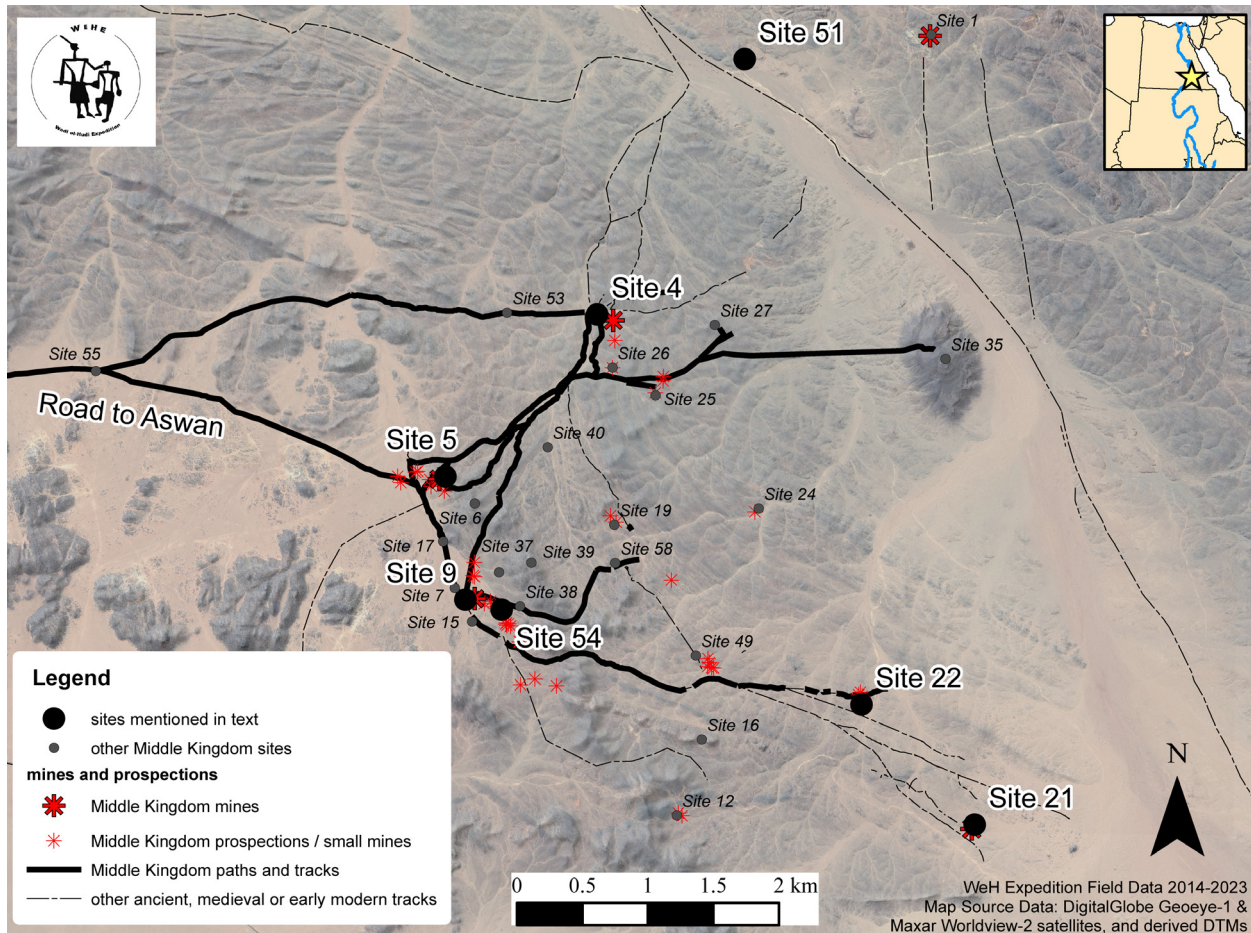 WeHE
Wadi el-Hudi Expedition
Site 51
Site 1
Site 53
Site 4
Site 27
Site 55
Site 26
Site 35
Site 25
Road to Aswan
Site 5
Site 40
Site 24
Site 6
Site 19
Site 17
Site 37
Site 39
Site 58
Site 9
Site 7
Site 38
Site 15
Site 54
Site 49
Site 22
Site 16
Site 12
Site 21
Legend
sites mentioned in text
other Middle Kingdom sites
mines and prospections
Middle Kingdom mines
Middle Kingdom prospections / small mines
Middle Kingdom paths and tracks
other ancient, medieval or early modern tracks
0 0.5 1 1.5 2 km
N
WeH Expedition Field Data 2014-2023
Map Source Data: DigitalGlobe Geoeye-1 &
Maxar Worldview-2 satellites, and derived DTMs